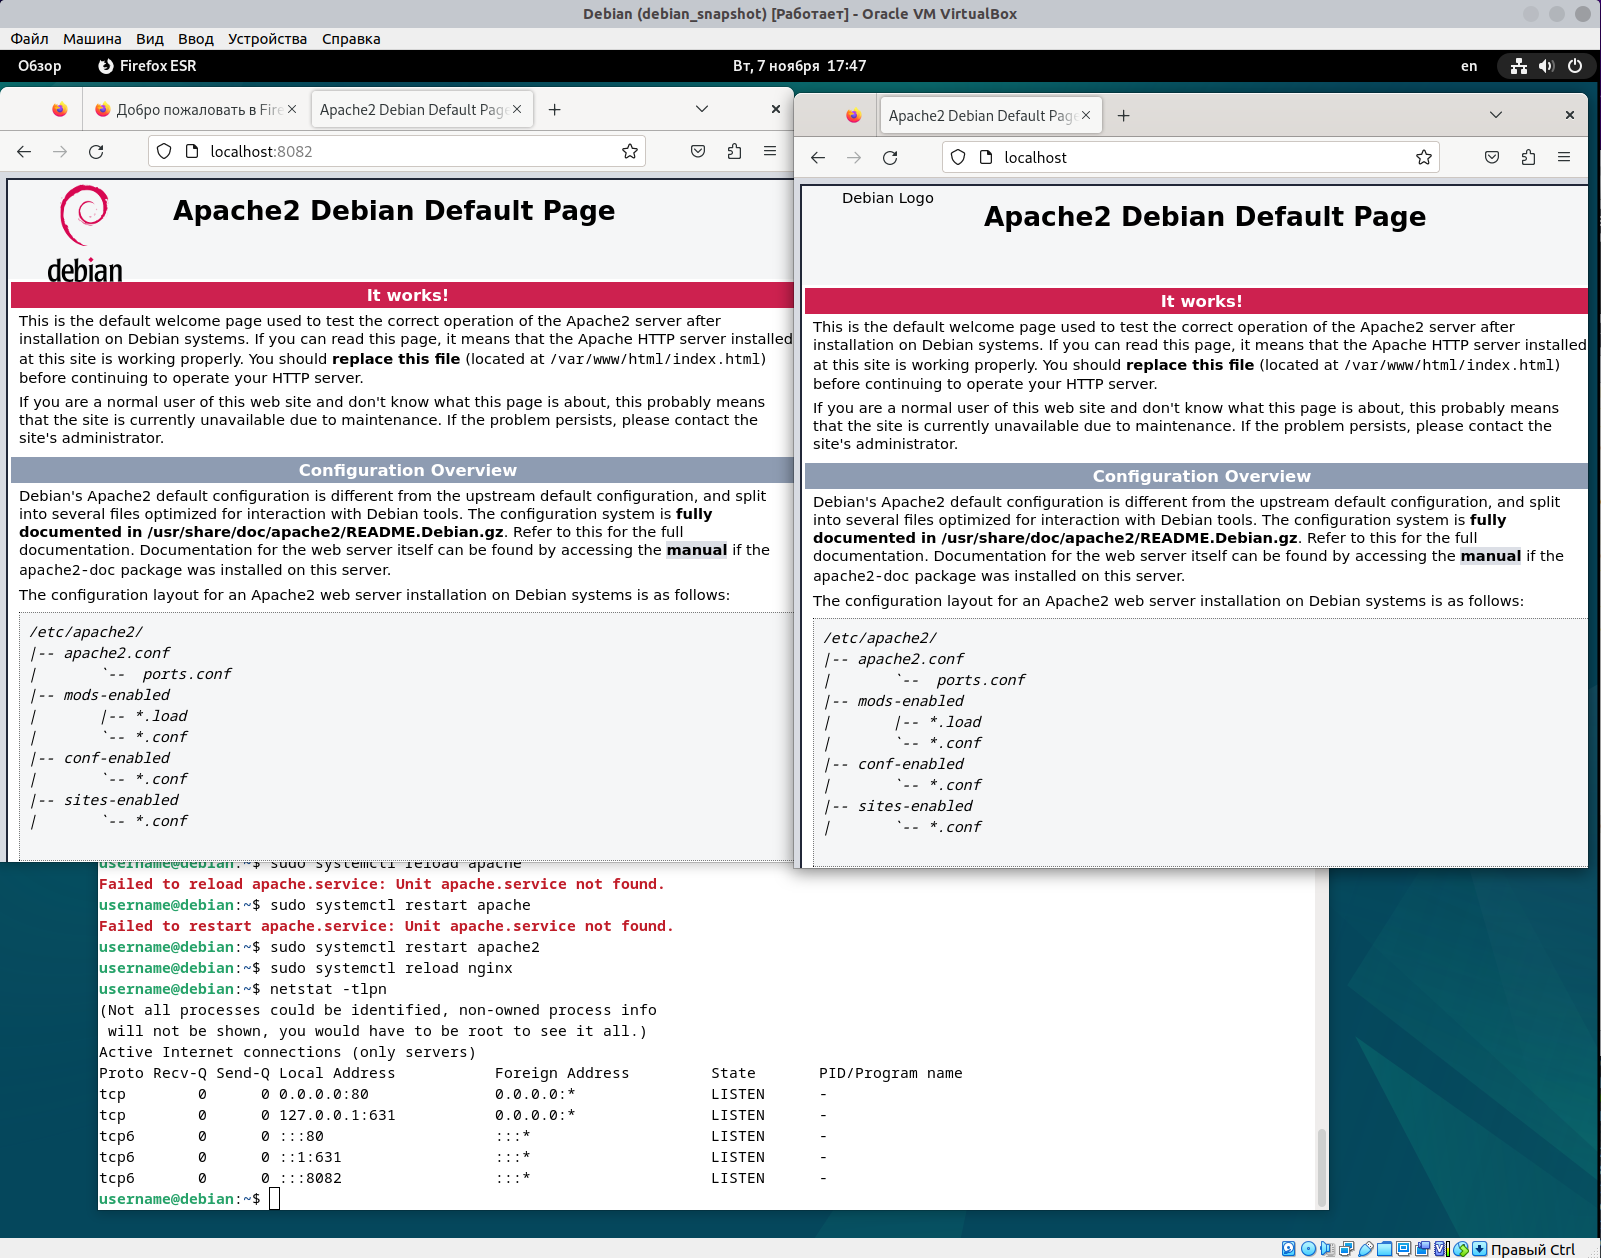 Debian (debian_snapshot) [Работает] - Oracle VM VirtualBox
Файл Машина Вид Ввод Устройства Справка
Обзор Firefox ESR Вт, 7 ноября 17:47 en
Добро пожаловать в Fire
Apache2 Debian Default Page
localhost:8082
debian
Apache2 Debian Default Page
It works!
This is the default welcome page used to test the correct operation of the Apache2 server after
installation on Debian systems. If you can read this page, it means that the Apache HTTP server installed
at this site is working properly. You should replace this file (located at /var/www/html/index.html)
before continuing to operate your HTTP server.
If you are a normal user of this web site and don't know what this page is about, this probably means
that the site is currently unavailable due to maintenance. If the problem persists, please contact the
site's administrator.
Configuration Overview
Debian's Apache2 default configuration is different from the upstream default configuration, and split
into several files optimized for interaction with Debian tools. The configuration system is fully
documented in /usr/share/doc/apache2/README.Debian.gz. Refer to this for the full
documentation. Documentation for the web server itself can be found by accessing the manual if the
apache2-doc package was installed on this server.
The configuration layout for an Apache2 web server installation on Debian systems is as follows:
/etc/apache2/
|-- apache2.conf
|       `--  ports.conf
|-- mods-enabled
|       |-- *.load
|       `-- *.conf
|-- conf-enabled
|       `-- *.conf
|-- sites-enabled
|       `-- *.conf
Apache2 Debian Default Page
localhost
Debian Logo
Apache2 Debian Default Page
It works!
This is the default welcome page used to test the correct operation of the Apache2 server after
installation on Debian systems. If you can read this page, it means that the Apache HTTP server installed
at this site is working properly. You should replace this file (located at /var/www/html/index.html)
before continuing to operate your HTTP server.
If you are a normal user of this web site and don't know what this page is about, this probably means
that the site is currently unavailable due to maintenance. If the problem persists, please contact the
site's administrator.
Configuration Overview
Debian's Apache2 default configuration is different from the upstream default configuration, and split
into several files optimized for interaction with Debian tools. The configuration system is fully
documented in /usr/share/doc/apache2/README.Debian.gz. Refer to this for the full
documentation. Documentation for the web server itself can be found by accessing the manual if the
apache2-doc package was installed on this server.
The configuration layout for an Apache2 web server installation on Debian systems is as follows:
/etc/apache2/
|-- apache2.conf
|       `--  ports.conf
|-- mods-enabled
|       |-- *.load
|       `-- *.conf
|-- conf-enabled
|       `-- *.conf
|-- sites-enabled
|       `-- *.conf
username@debian:~$ sudo systemctl reload apache
Failed to reload apache.service: Unit apache.service not found.
username@debian:~$ sudo systemctl restart apache
Failed to restart apache.service: Unit apache.service not found.
username@debian:~$ sudo systemctl restart apache2
username@debian:~$ sudo systemctl reload nginx
username@debian:~$ netstat -tlpn
(Not all processes could be identified, non-owned process info
 will not be shown, you would have to be root to see it all.)
Active Internet connections (only servers)
Proto Recv-Q Send-Q Local Address           Foreign Address         State       PID/Program name
tcp        0      0 0.0.0.0:80              0.0.0.0:*               LISTEN      -
tcp        0      0 127.0.0.1:631           0.0.0.0:*               LISTEN      -
tcp6       0      0 :::80                   :::*                    LISTEN      -
tcp6       0      0 ::1:631                 :::*                    LISTEN      -
tcp6       0      0 :::8082                 :::*                    LISTEN      -
username@debian:~$
Правый Ctrl